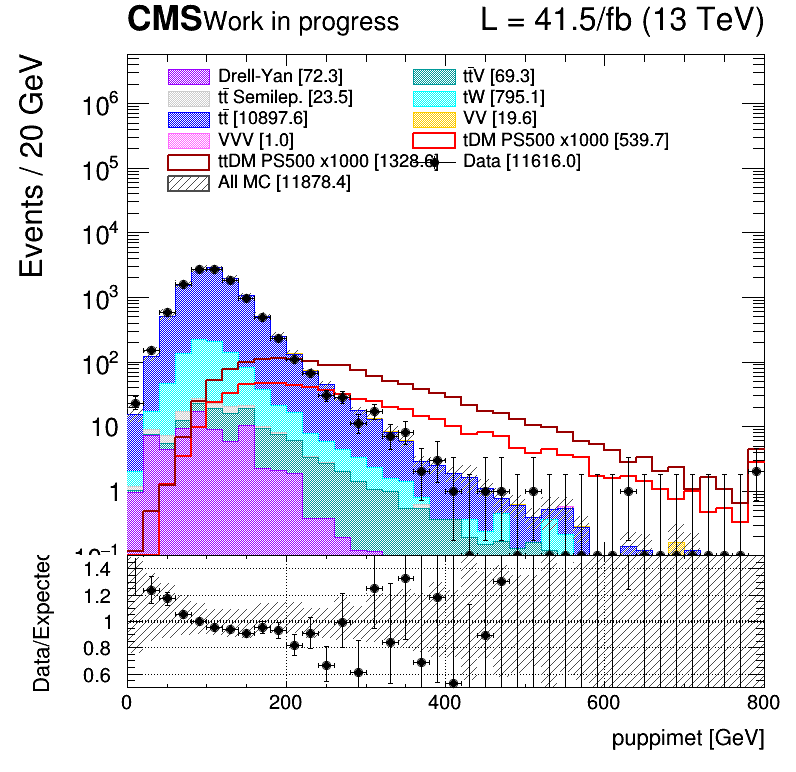 CMS Work in progress L = 41.5/fb (13 TeV)
Events / 20 GeV
Drell-Yan [72.3] tt̄V [69.3]
tt̄ Semilep. [23.5] tW [795.1]
tt̄ [10897.6] VV [19.6]
VVV [1.0] tDM PS500 x1000 [539.7]
ttDM PS500 x1000 [1328.6] Data [11616.0]
All MC [11878.4]
10⁶
10⁵
10⁴
10³
10²
10
1
10⁻¹
Data/Expected
1.4
1.2
1
0.8
0.6
0 200 400 600 800
puppimet [GeV]